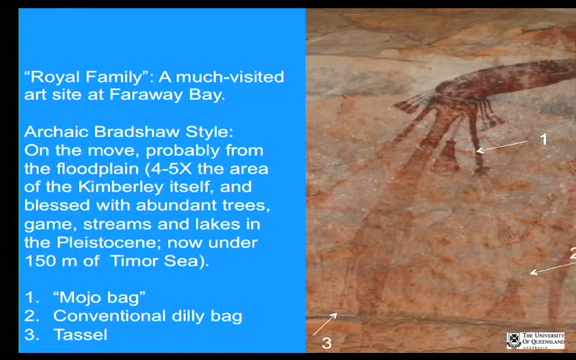 “Royal Family”: A much-visited
art site at Faraway Bay.
Archaic Bradshaw Style:
On the move, probably from
the floodplain (4-5X the area
of the Kimberley itself, and
blessed with abundant trees,
game, streams and lakes in
the Pleistocene; now under
150 m of Timor Sea).
1. “Mojo bag”
2. Conventional dilly bag
3. Tassel
1
2
3
THE UNIVERSITY
OF QUEENSLAND
AUSTRALIA